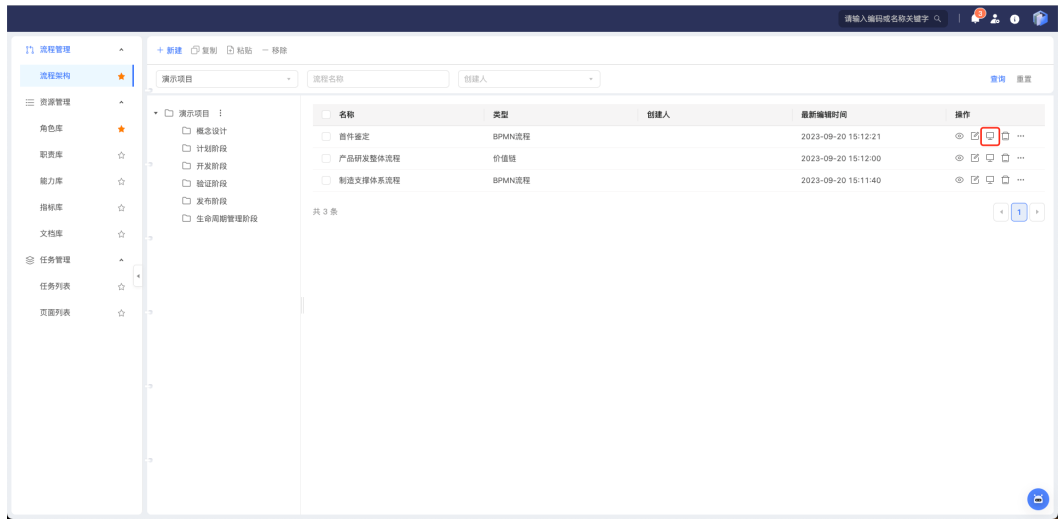 请输入编码或名称关键字
3
流程管理
+ 新建 复制 粘贴 － 移除
流程架构
演示项目 流程名称 创建人 查询 重置
资源管理
角色库
职责库
能力库
指标库
文档库
任务管理
任务列表
页面列表
演示项目
概念设计
计划阶段
开发阶段
验证阶段
发布阶段
生命周期管理阶段
名称 类型 创建人 最新编辑时间 操作
首件鉴定 BPMN流程 2023-09-20 15:12:21
产品研发整体流程 价值链 2023-09-20 15:12:00
制造支撑体系流程 BPMN流程 2023-09-20 15:11:40
共 3 条 1